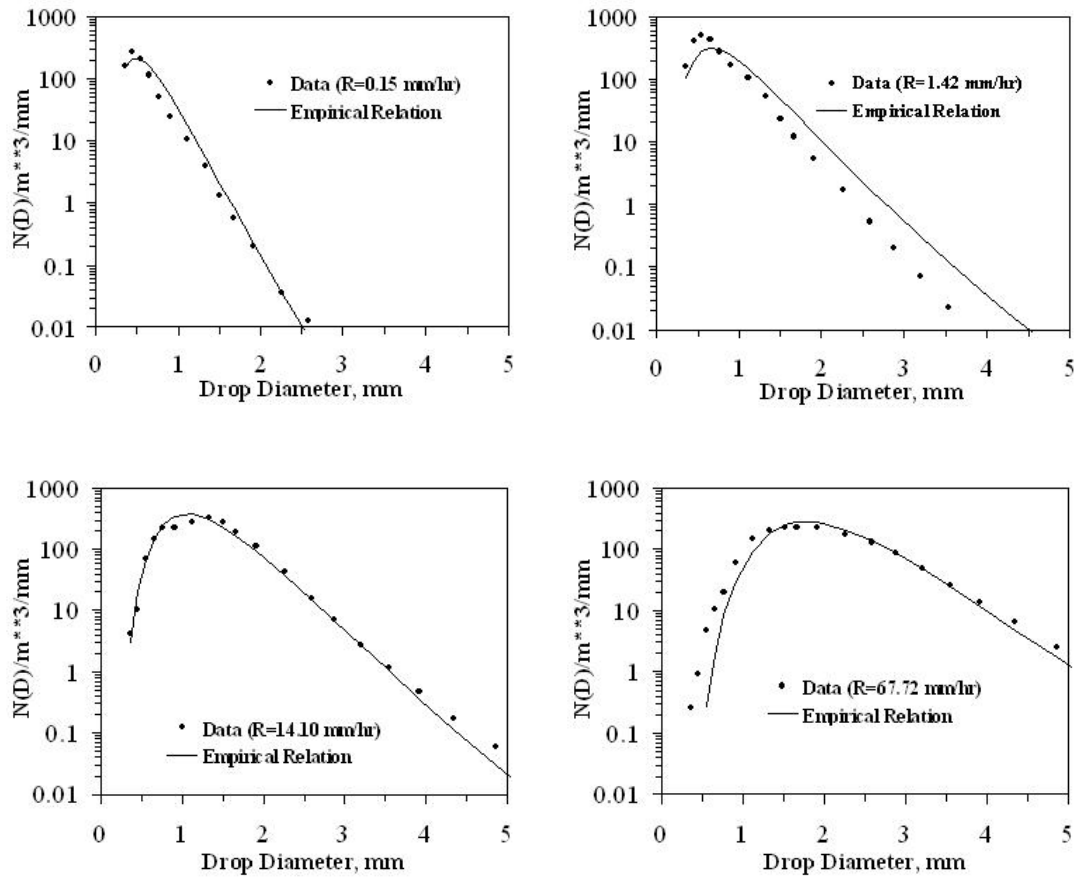 1000
100
10
1
0.1
0.01
N(D)/m**3/mm
Data (R=0.15 mm/hr)
Empirical Relation
0 1 2 3 4 5
Drop Diameter, mm
1000
100
10
1
0.1
0.01
N(D)/m**3/mm
Data (R=1.42 mm/hr)
Empirical Relation
0 1 2 3 4 5
Drop Diameter, mm
1000
100
10
1
0.1
0.01
N(D)/m**3/mm
Data (R=14.10 mm/hr)
Empirical Relation
0 1 2 3 4 5
Drop Diameter, mm
1000
100
10
1
0.1
0.01
N(D)/m**3/mm
Data (R=67.72 mm/hr)
Empirical Relation
0 1 2 3 4 5
Drop Diameter, mm